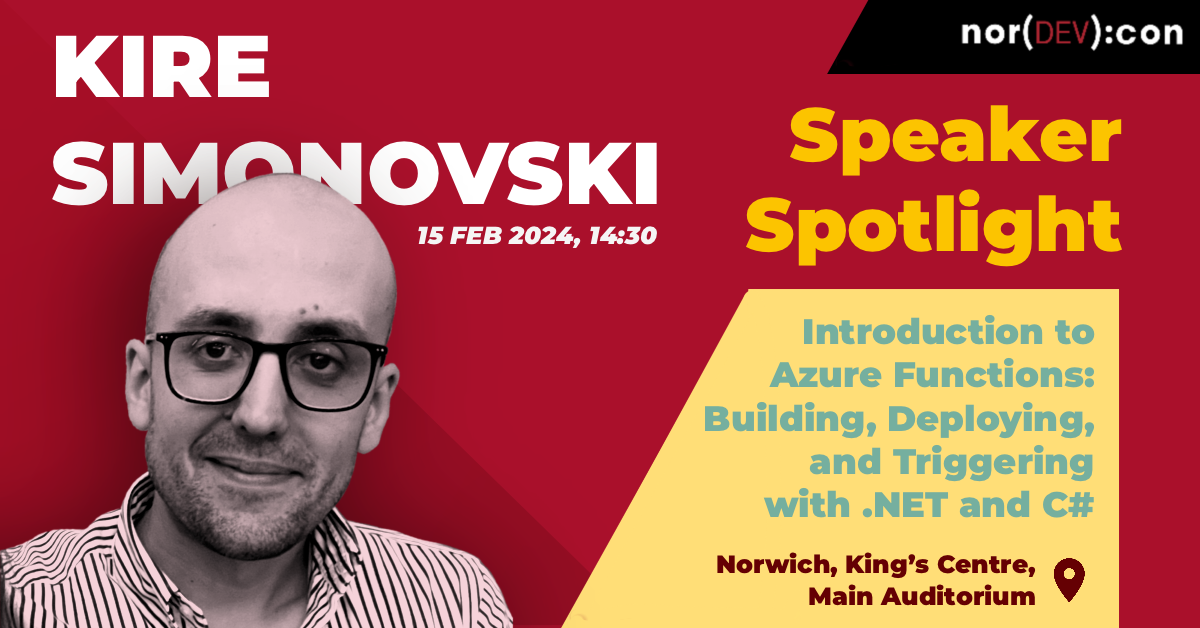 KIRE
SIMONOVSKI
15 FEB 2024, 14:30
nor(DEV):con
Speaker
Spotlight
Introduction to
Azure Functions:
Building, Deploying,
and Triggering
with .NET and C#
Norwich, King’s Centre,
Main Auditorium